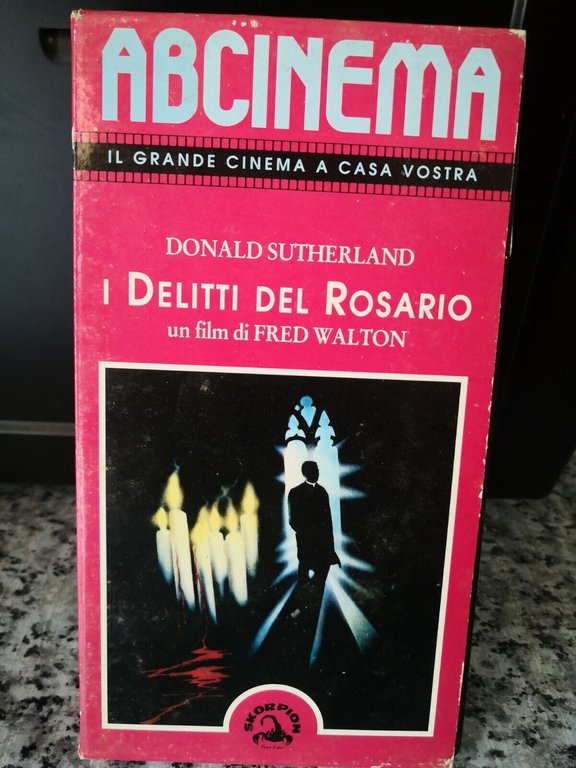 ABCINEMA
IL GRANDE CINEMA A CASA VOSTRA
DONALD SUTHERLAND
I DELITTI DEL ROSARIO
un film di FRED WALTON
SKORPION